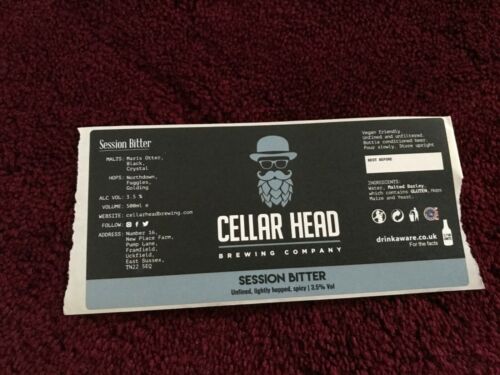 Session Bitter
MALTS: Maris Otter,
Black,
Crystal
HOPS: Northdown,
Fuggles,
Golding
ALC VOL: 3.5 %
VOLUME: 500ml e
WEBSITE: cellarheadbrewing.com
FOLLOW:
ADDRESS: Number 16,
New Place Farm,
Pump Lane,
Framfield,
Uckfield,
East Sussex,
TN22 5EQ
CELLAR HEAD
BREWING COMPANY
SESSION BITTER
Unfined, lightly hopped, spicy | 3.5% Vol
Vegan friendly.
Unfined and unfiltered.
Bottle conditioned beer.
Pour slowly. Store upright
BEST BEFORE
INGREDIENTS:
Water, Malted Barley,
which contains GLUTEN, Hops
Maize and Yeast.
drinkaware.co.uk
For the facts